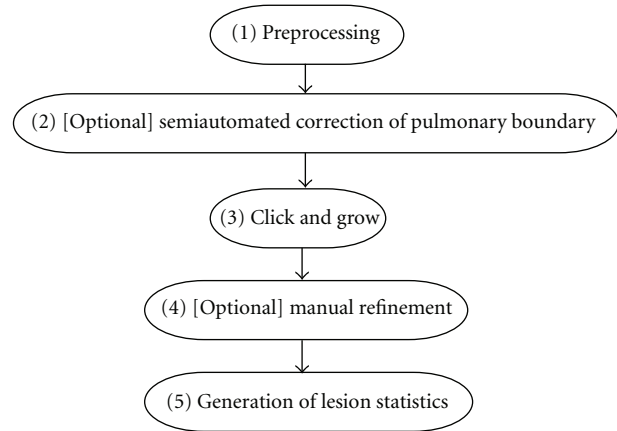 (1) Preprocessing
(2) [Optional] semiautomated correction of pulmonary boundary
(3) Click and grow
(4) [Optional] manual refinement
(5) Generation of lesion statistics